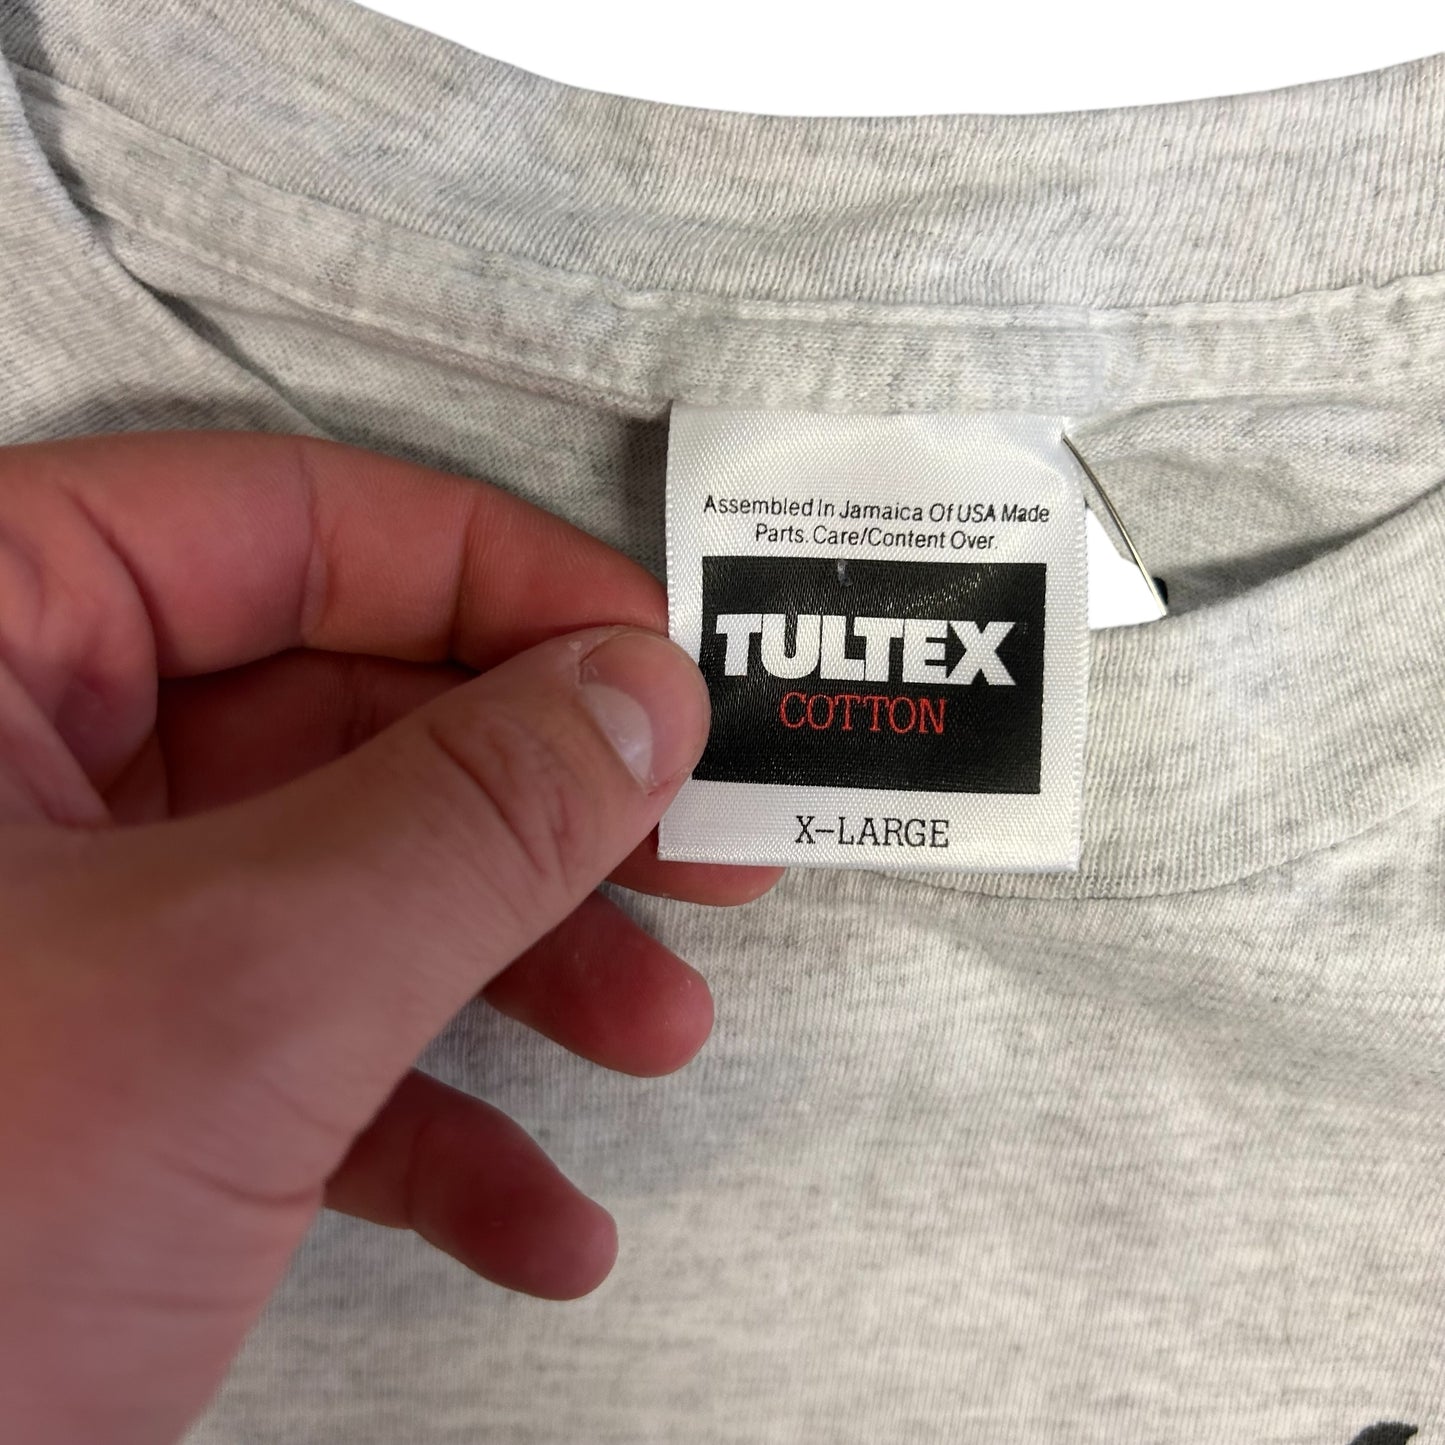 Assembled In Jamaica Of USA Made
Parts. Care/Content Over.
TULTEX
COTTON
X-LARGE